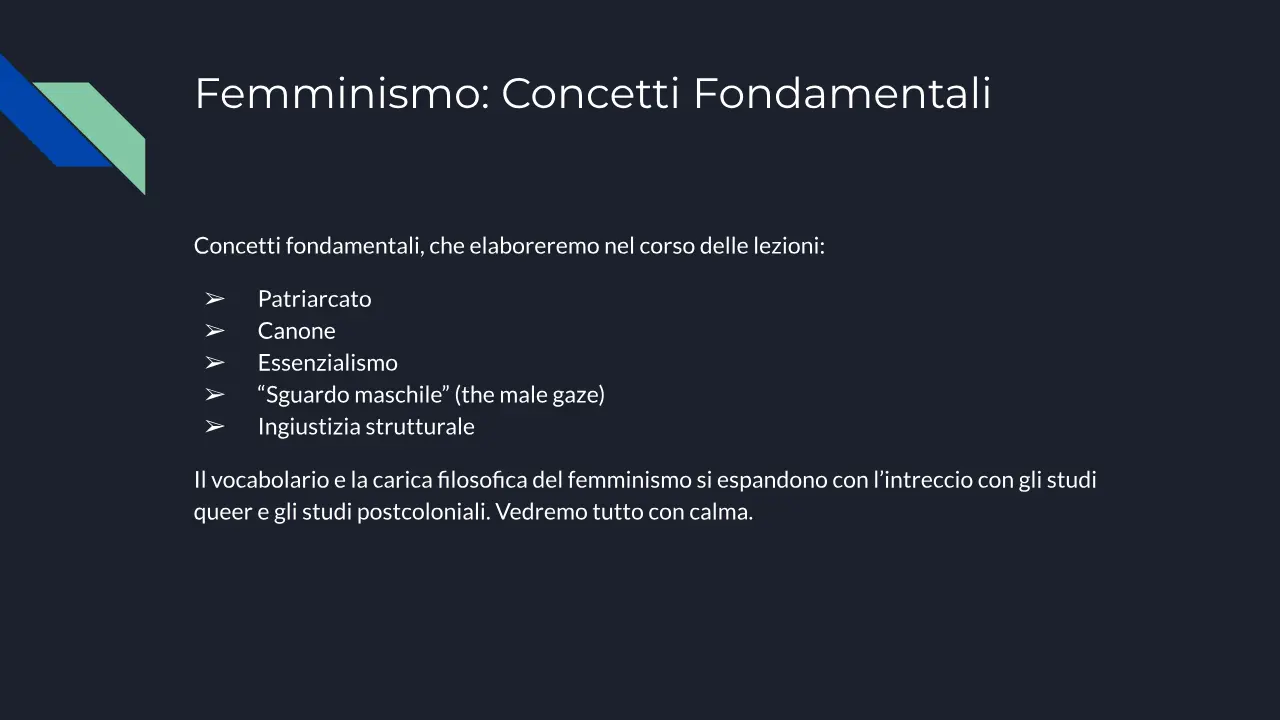 Femminismo: Concetti Fondamentali
Concetti fondamentali, che elaboreremo nel corso delle lezioni:
➢ Patriarcato
➢ Canone
➢ Essenzialismo
➢ “Sguardo maschile” (the male gaze)
➢ Ingiustizia strutturale
Il vocabolario e la carica filosofica del femminismo si espandono con l’intreccio con gli studi
queer e gli studi postcoloniali. Vedremo tutto con calma.